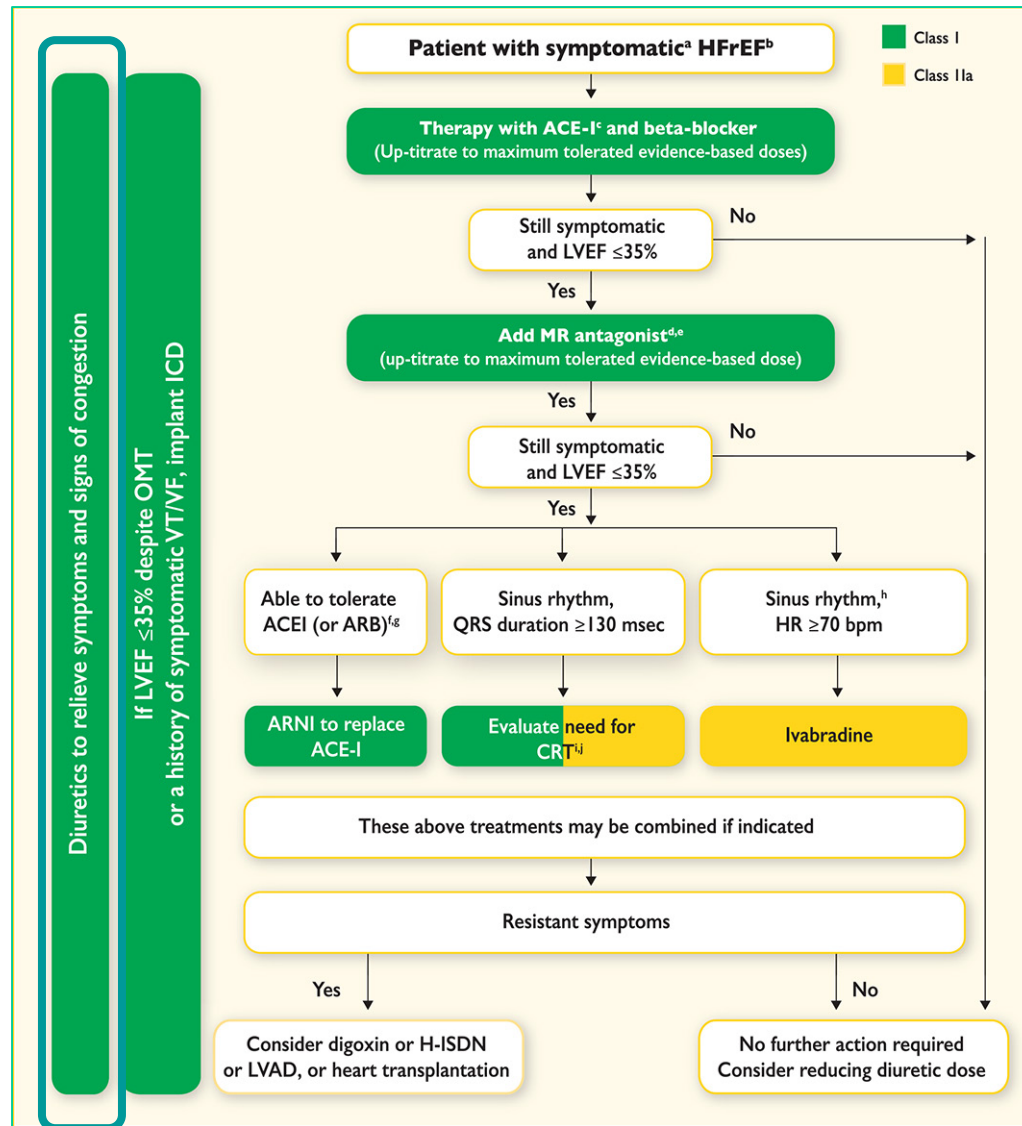 Patient with symptomaticᵃ HFrEFᵇ
Class I
Class IIa
Therapy with ACE-Iᶜ and beta-blocker
(Up-titrate to maximum tolerated evidence-based doses)
Still symptomatic
and LVEF ≤35%
No
Yes
Add MR antagonistᵈ,ᵉ
(up-titrate to maximum tolerated evidence-based dose)
Yes
Still symptomatic
and LVEF ≤35%
No
Yes
Able to tolerate
ACEI (or ARB)ᶠ,ᵍ
Sinus rhythm,
QRS duration ≥130 msec
Sinus rhythm,ʰ
HR ≥70 bpm
ARNI to replace
ACE-I
Evaluate need for
CRTⁱ,ʲ
Ivabradine
These above treatments may be combined if indicated
Resistant symptoms
Yes
No
Consider digoxin or H-ISDN
or LVAD, or heart transplantation
No further action required
Consider reducing diuretic dose
Diuretics to relieve symptoms and signs of congestion
If LVEF ≤35% despite OMT
or a history of symptomatic VT/VF, implant ICD